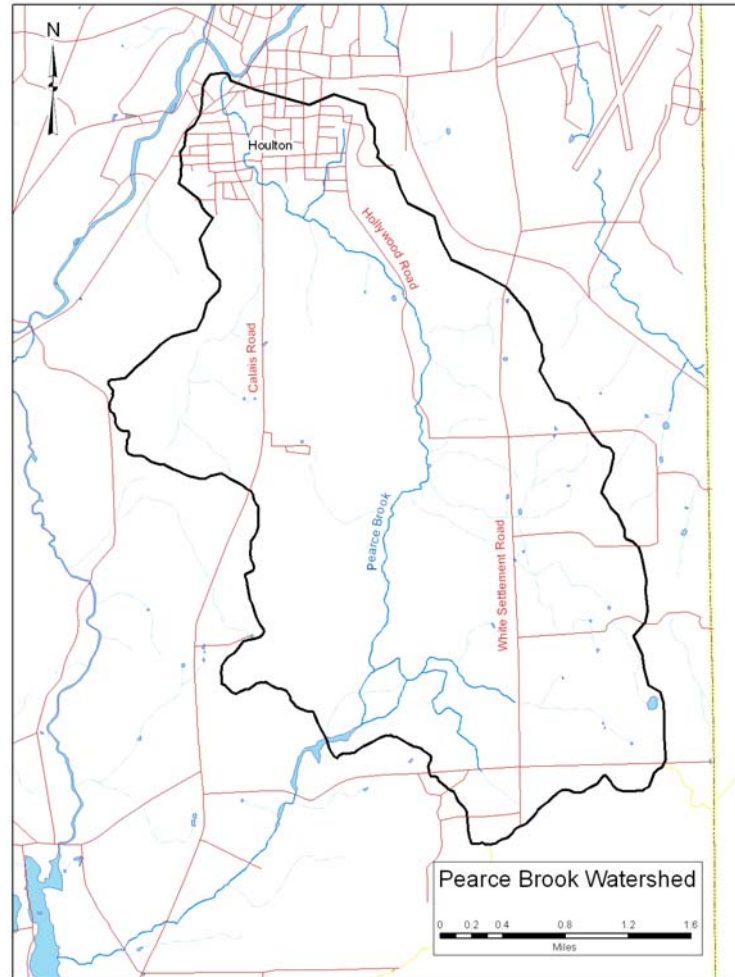 N
Houlton
Hollywood Road
Calais Road
Pearce Brook
White Settlement Road
Pearce Brook Watershed
0 0.2 0.4 0.8 1.2 1.6
Miles